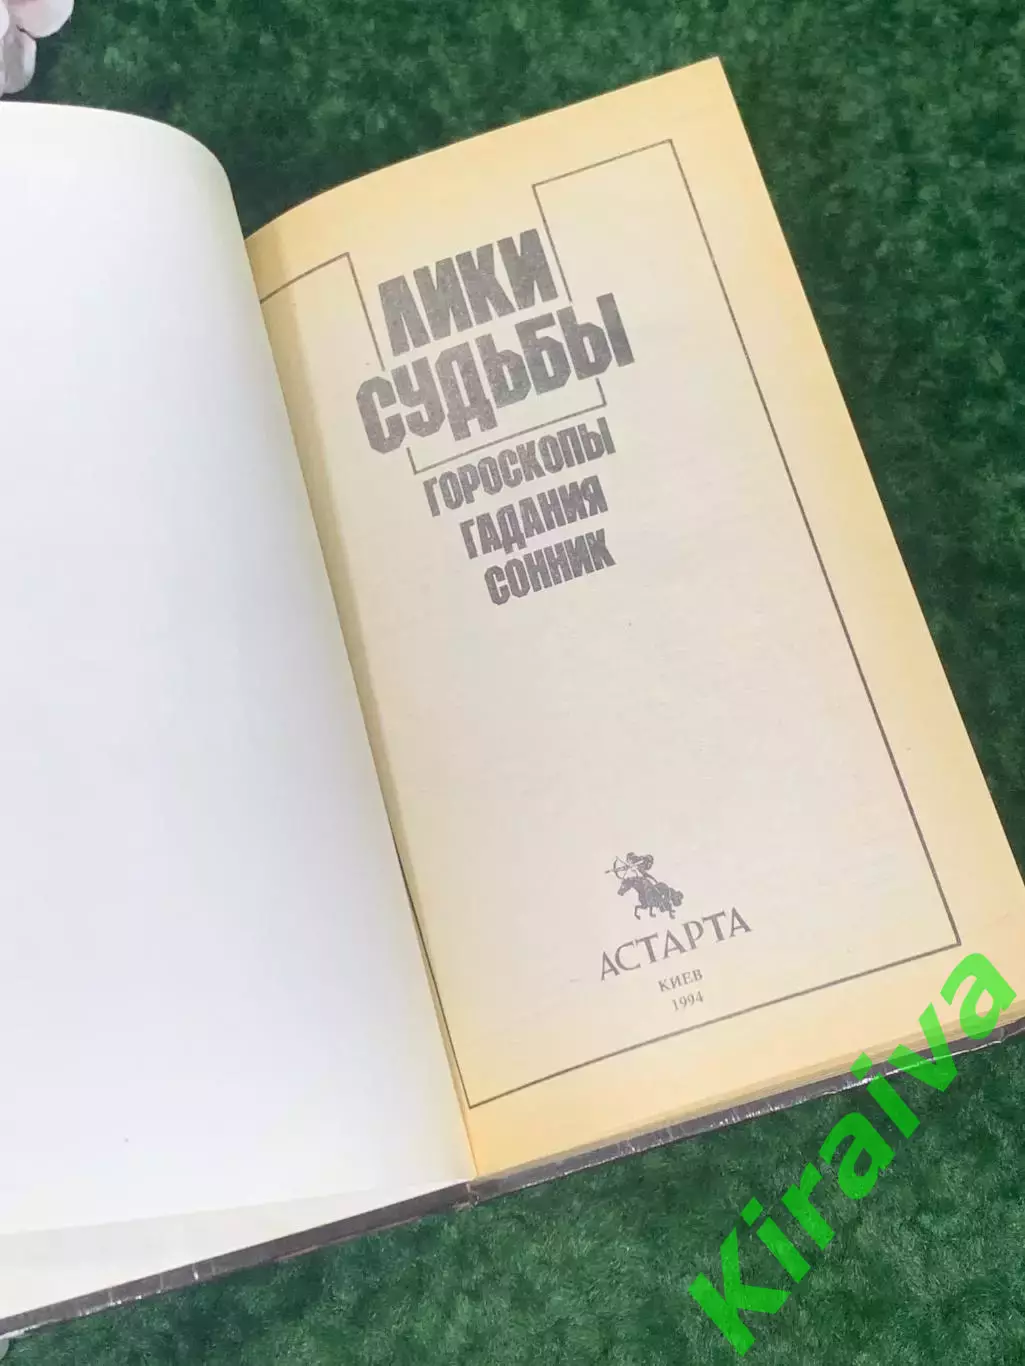 ЛИКИ
СУДЬБЫ
ГОРОСКОПЫ
ГАДАНИЯ
СОННИК
АСТАРТА
КИЕВ
1994
Kiraiva